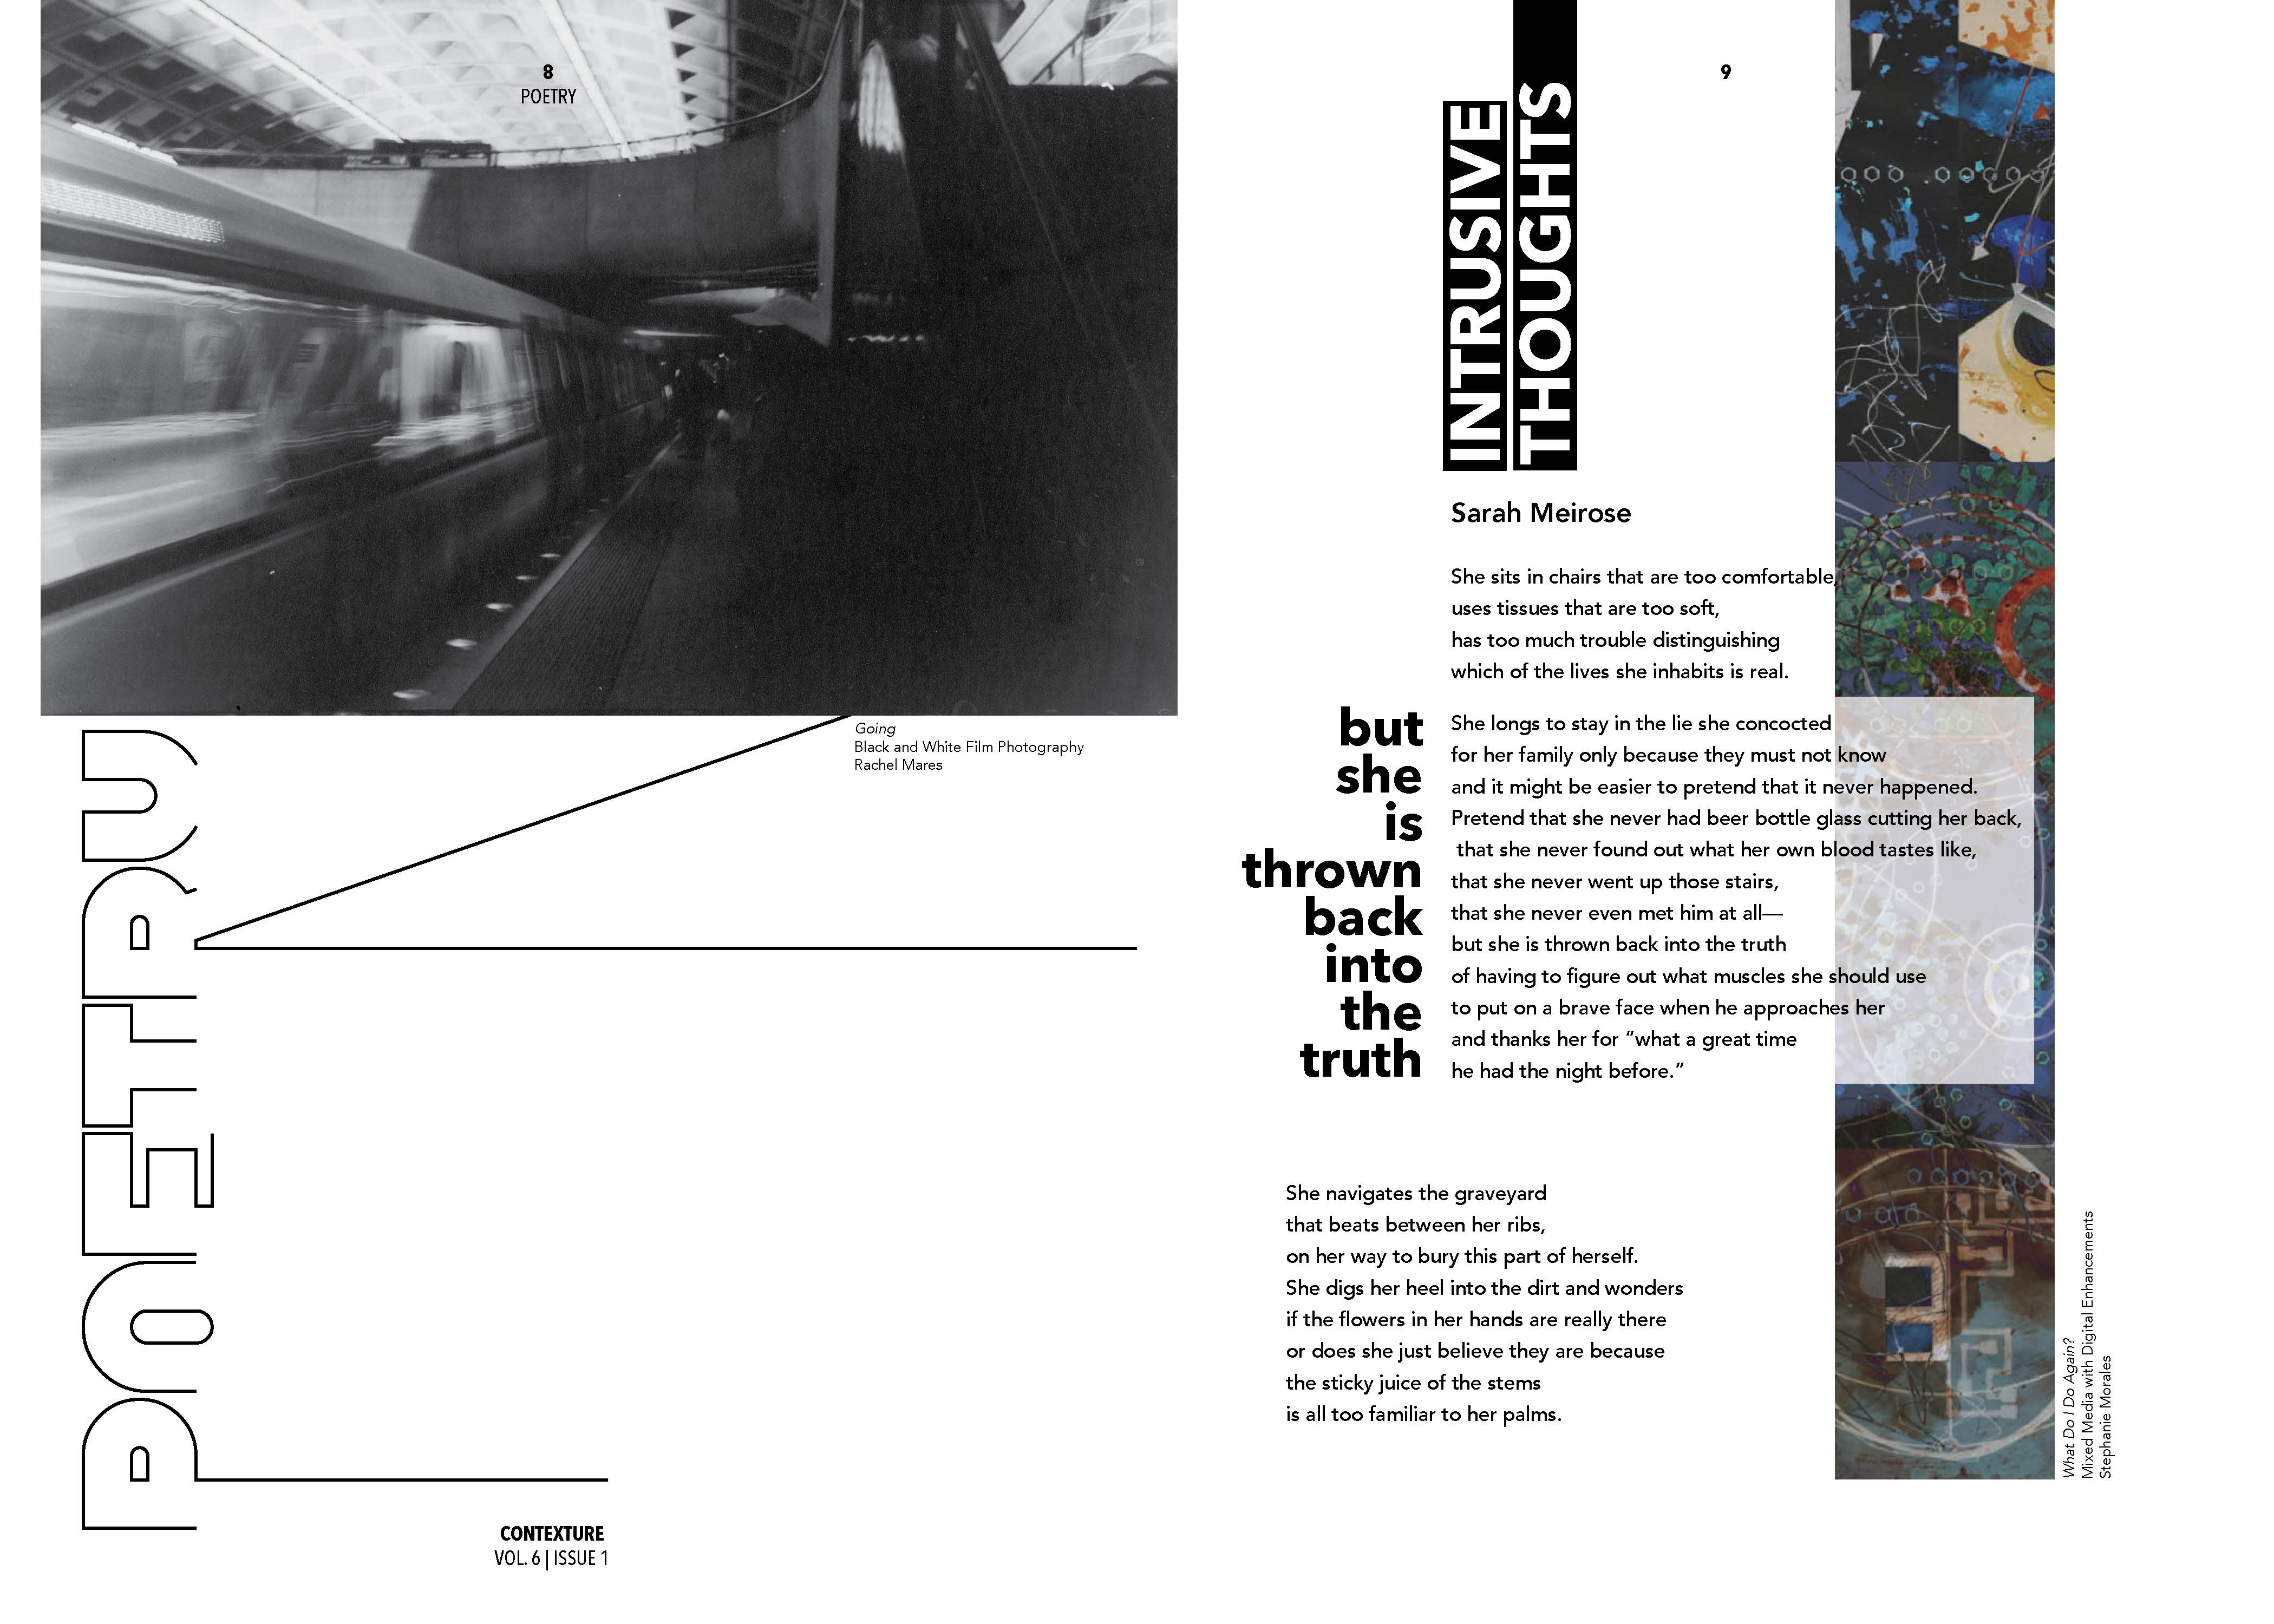 8
POETRY
Going
Black and White Film Photography
Rachel Mares
POETRY
CONTEXTURE
VOL. 6 | ISSUE 1
9
INTRUSIVE
THOUGHTS
Sarah Meirose
She sits in chairs that are too comfortable,
uses tissues that are too soft,
has too much trouble distinguishing
which of the lives she inhabits is real.
but
she
is
thrown
back
into
the
truth
She longs to stay in the lie she concocted
for her family only because they must not know
and it might be easier to pretend that it never happened.
Pretend that she never had beer bottle glass cutting her back,
that she never found out what her own blood tastes like,
that she never went up those stairs,
that she never even met him at all—
but she is thrown back into the truth
of having to figure out what muscles she should use
to put on a brave face when he approaches her
and thanks her for “what a great time
he had the night before.”
She navigates the graveyard
that beats between her ribs,
on her way to bury this part of herself.
She digs her heel into the dirt and wonders
if the flowers in her hands are really there
or does she just believe they are because
the sticky juice of the stems
is all too familiar to her palms.
What Do I Do Again?
Mixed Media with Digital Enhancements
Stephanie Morales